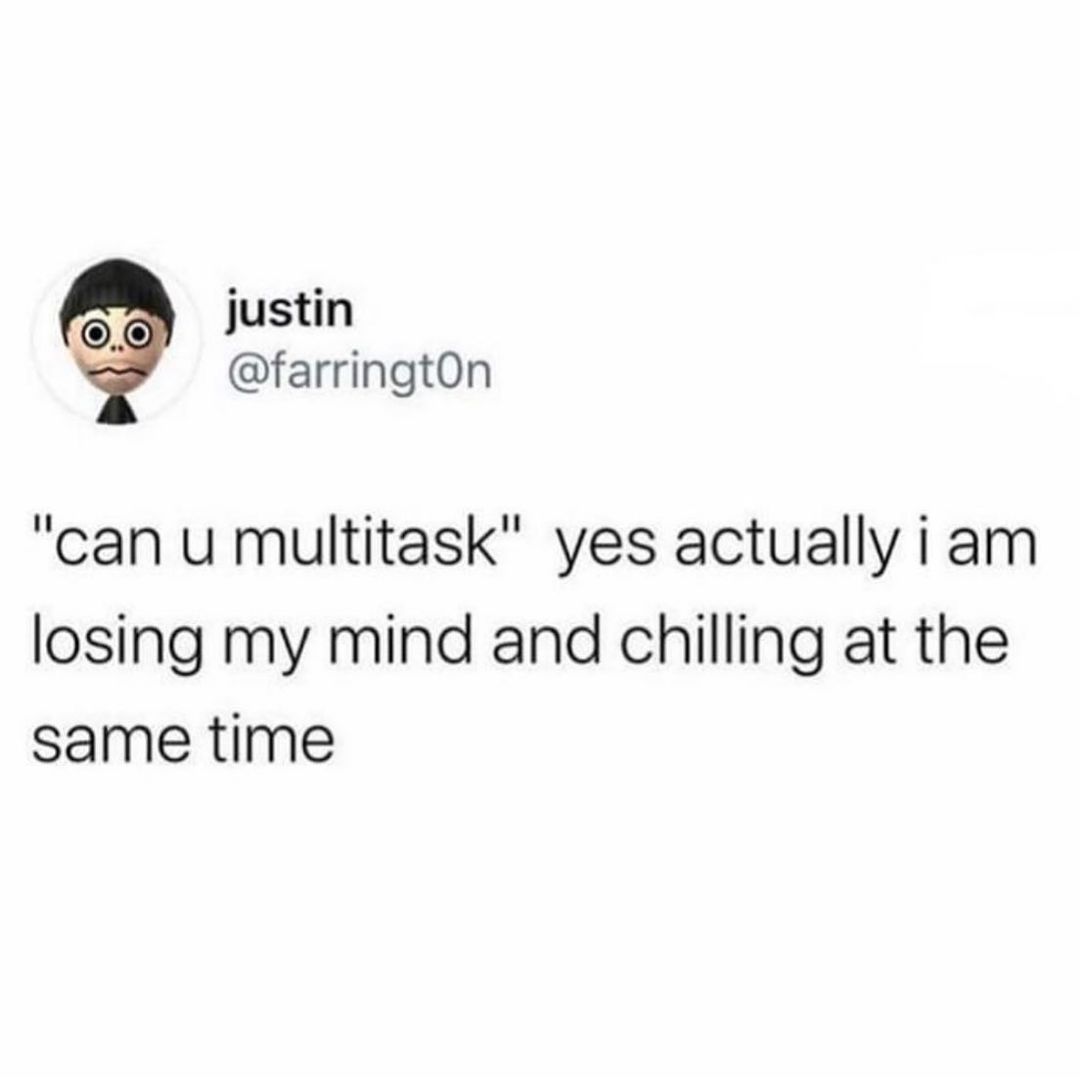 justin
@farringt0n
"can u multitask" yes actually i am
losing my mind and chilling at the
same time